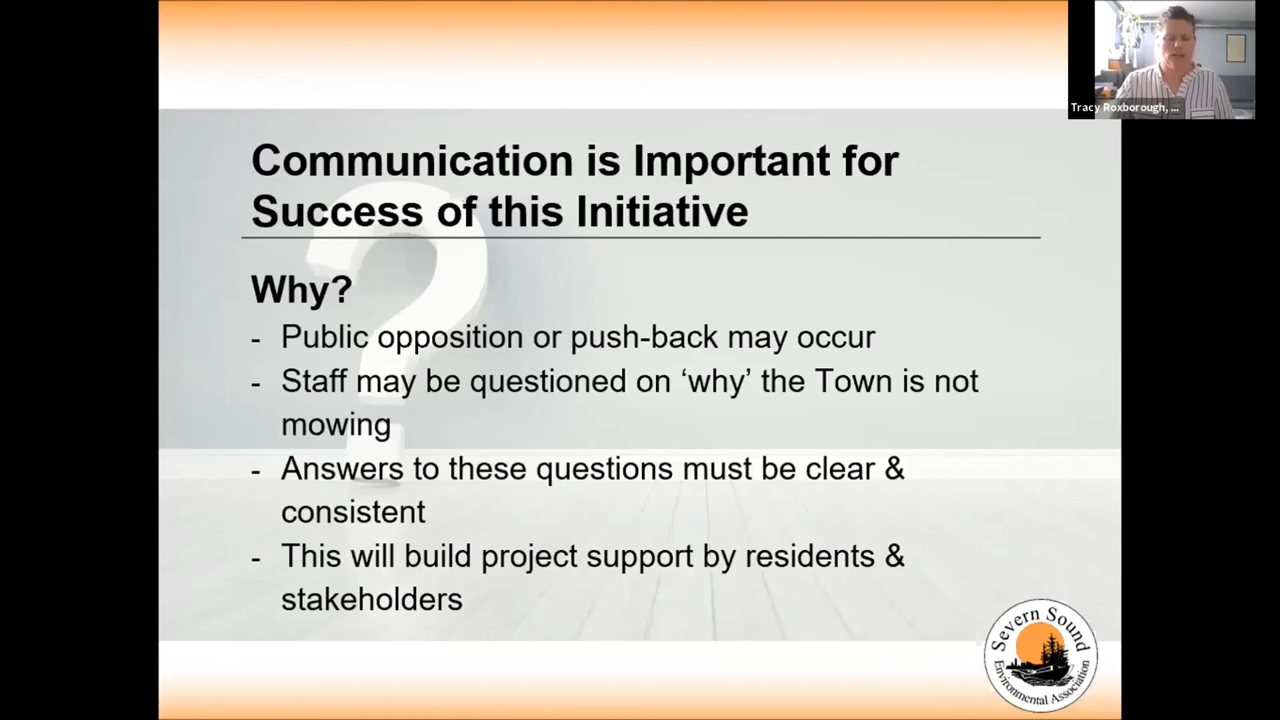 Tracy Roxborough, ...
Communication is Important for
Success of this Initiative
Why?
- Public opposition or push-back may occur
- Staff may be questioned on ‘why’ the Town is not
mowing
- Answers to these questions must be clear &
consistent
- This will build project support by residents &
stakeholders
Severn Sound
Environmental Association